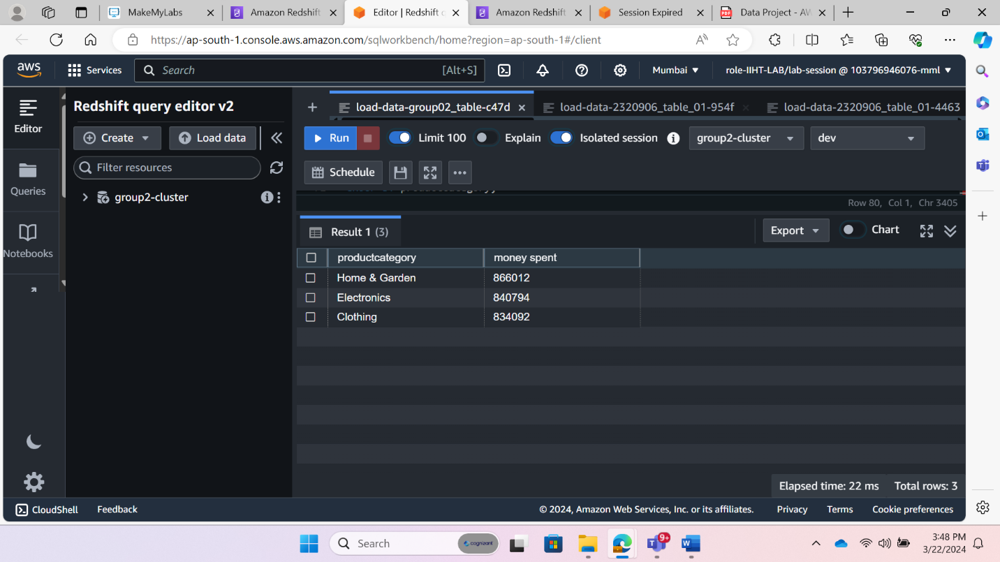 MakeMyLabs
Amazon Redshift
Editor | Redshift
Amazon Redshift
Session Expired
Data Project - AW
https://ap-south-1.console.aws.amazon.com/sqlworkbench/home?region=ap-south-1#/client
aws
Services
Search
[Alt+S]
Mumbai
role-IIHT-LAB/lab-session @ 103796946076-mml
Editor
Queries
Notebooks
Redshift query editor v2
Create
Load data
Filter resources
group2-cluster
load-data-group02_table-c47d
load-data-2320906_table_01-954f
load-data-2320906_table_01-4463
Run
Limit 100
Explain
Isolated session
group2-cluster
dev
Schedule
Row 80, Col 1, Chr 3405
Result 1 (3)
Export
Chart
productcategory money spent
Home & Garden 866012
Electronics 840794
Clothing 834092
Elapsed time: 22 ms Total rows: 3
CloudShell
Feedback
© 2024, Amazon Web Services, Inc. or its affiliates.
Privacy
Terms
Cookie preferences
Search
cognizant
9+
3:48 PM
3/22/2024